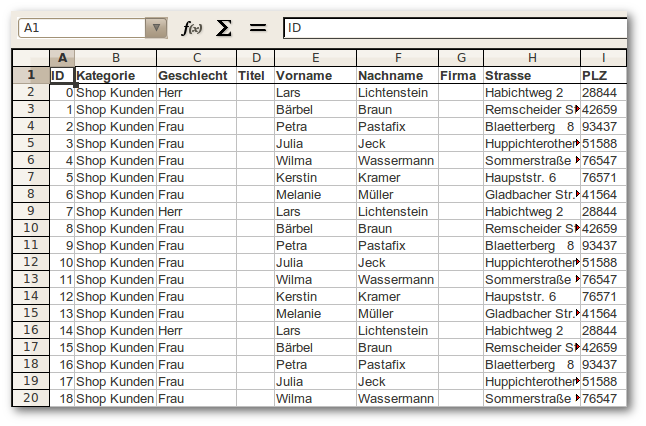 A1 f(x) Σ = ID
A B C D E F G H I
1 ID Kategorie Geschlecht Titel Vorname Nachname Firma Strasse PLZ
2 0 Shop Kunden Herr Lars Lichtenstein Habichtweg 2 28844
3 1 Shop Kunden Frau Bärbel Braun Remscheider 42659
4 2 Shop Kunden Frau Petra Pastafix Blaetterberg 8 93437
5 3 Shop Kunden Frau Julia Jeck Huppichterother 51588
6 4 Shop Kunden Frau Wilma Wassermann Sommerstraße 76547
7 5 Shop Kunden Frau Kerstin Kramer Haupststr. 6 76571
8 6 Shop Kunden Frau Melanie Müller Gladbacher Str. 41564
9 7 Shop Kunden Herr Lars Lichtenstein Habichtweg 2 28844
10 8 Shop Kunden Frau Bärbel Braun Remscheider 42659
11 9 Shop Kunden Frau Petra Pastafix Blaetterberg 8 93437
12 10 Shop Kunden Frau Julia Jeck Huppichterother 51588
13 11 Shop Kunden Frau Wilma Wassermann Sommerstraße 76547
14 12 Shop Kunden Frau Kerstin Kramer Haupststr. 6 76571
15 13 Shop Kunden Frau Melanie Müller Gladbacher Str. 41564
16 14 Shop Kunden Herr Lars Lichtenstein Habichtweg 2 28844
17 15 Shop Kunden Frau Bärbel Braun Remscheider 42659
18 16 Shop Kunden Frau Petra Pastafix Blaetterberg 8 93437
19 17 Shop Kunden Frau Julia Jeck Huppichterother 51588
20 18 Shop Kunden Frau Wilma Wassermann Sommerstraße 76547